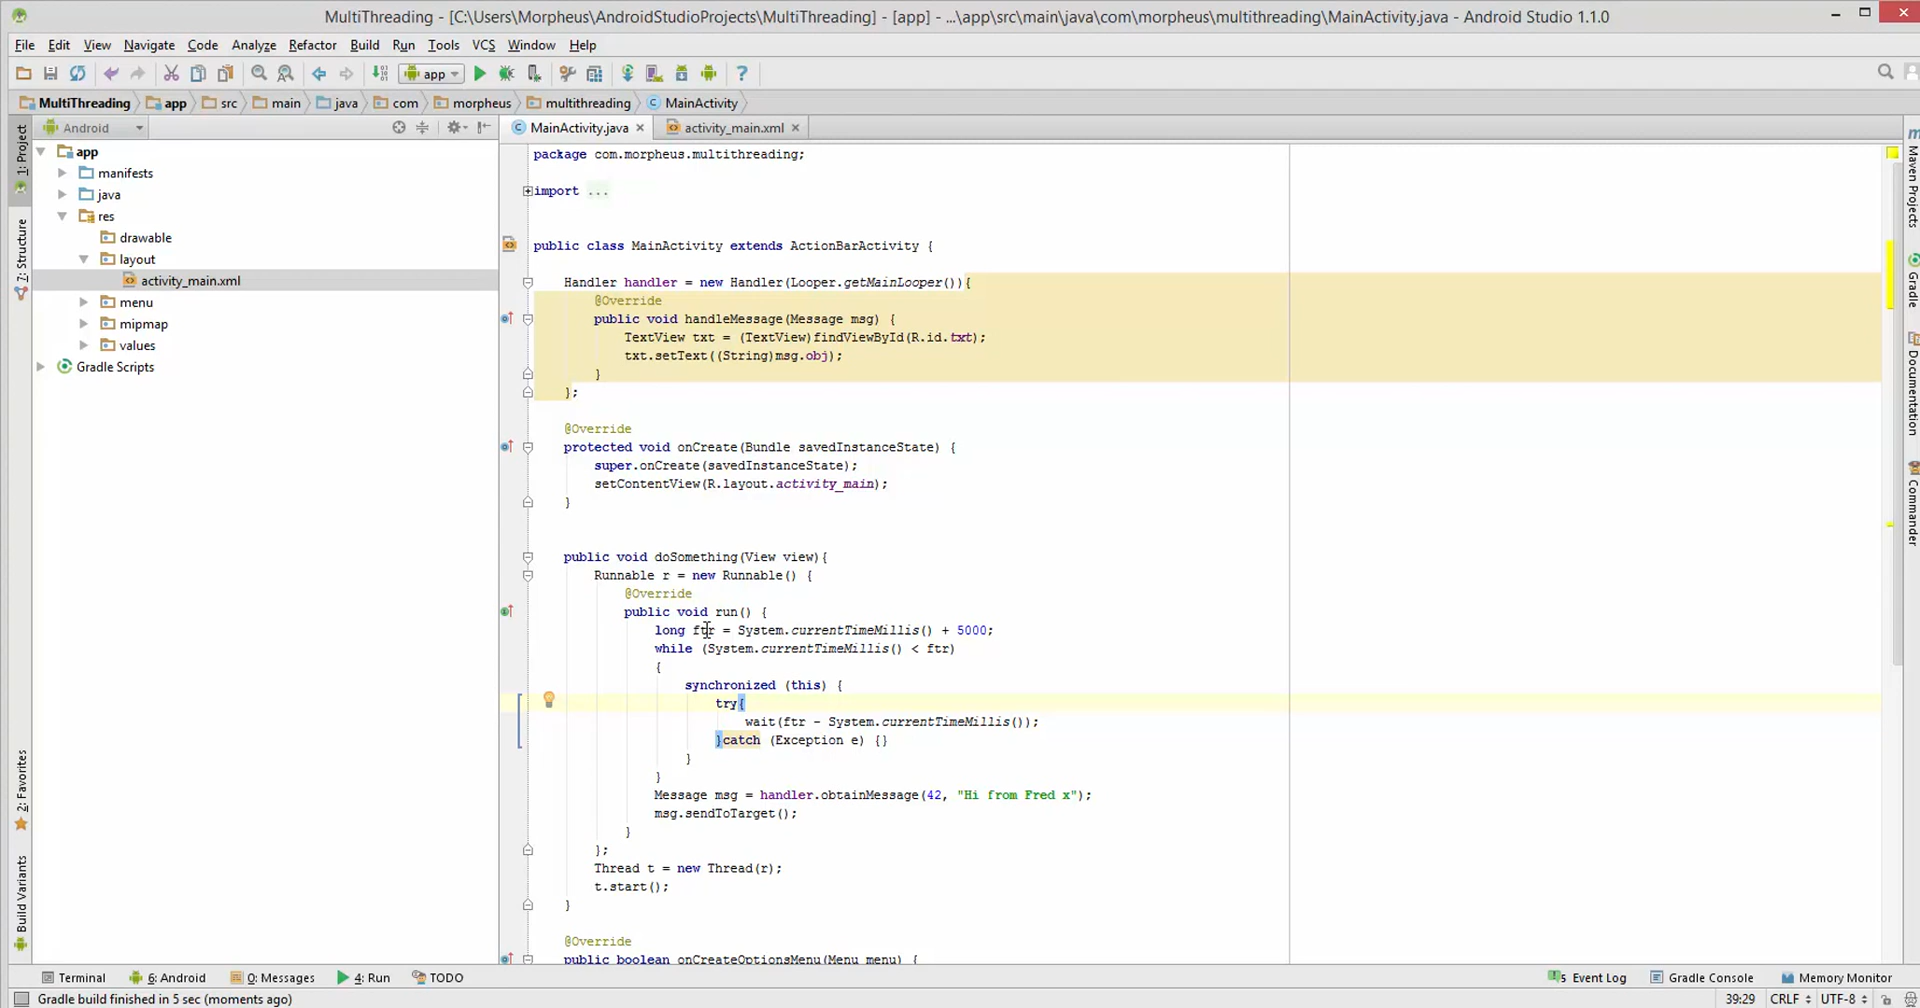 MultiThreading - [C:\Users\Morpheus\AndroidStudioProjects\MultiThreading] - [app] - ...\app\src\main\java\com\morpheus\multithreading\MainActivity.java - Android Studio 1.1.0
File Edit View Navigate Code Analyze Refactor Build Run Tools VCS Window Help
app
MultiThreading app src main java com morpheus multithreading MainActivity
1: Project
7: Structure
2: Favorites
Build Variants
Android
app
manifests
java
res
drawable
layout
activity_main.xml
menu
mipmap
values
Gradle Scripts
MainActivity.java activity_main.xml
package com.morpheus.multithreading;
import ...
public class MainActivity extends ActionBarActivity {
Handler handler = new Handler(Looper.getMainLooper()){
@Override
public void handleMessage(Message msg) {
TextView txt = (TextView)findViewById(R.id.txt);
txt.setText((String)msg.obj);
}
};
@Override
protected void onCreate(Bundle savedInstanceState) {
super.onCreate(savedInstanceState);
setContentView(R.layout.activity_main);
}
public void doSomething(View view){
Runnable r = new Runnable() {
@Override
public void run() {
long ftr = System.currentTimeMillis() + 5000;
while (System.currentTimeMillis() < ftr)
{
synchronized (this) {
try{
wait(ftr - System.currentTimeMillis());
}catch (Exception e) {}
}
}
Message msg = handler.obtainMessage(42, "Hi from Fred x");
msg.sendToTarget();
}
};
Thread t = new Thread(r);
t.start();
}
@Override
public boolean onCreateOptionsMenu(Menu menu) {
Maven Projects
Gradle
Documentation
Commander
Terminal 6: Android 0: Messages 4: Run TODO Event Log Gradle Console Memory Monitor
Gradle build finished in 5 sec (moments ago) 39:29 CRLF UTF-8